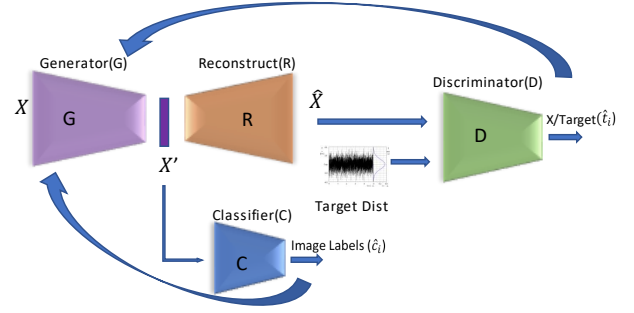 Generator(G)
Reconstruct(R)
Discriminator(D)
X
G
R
X̂
D
X/Target(t̂ᵢ)
X′
Target Dist
Classifier(C)
C
Image Labels (ĉᵢ)